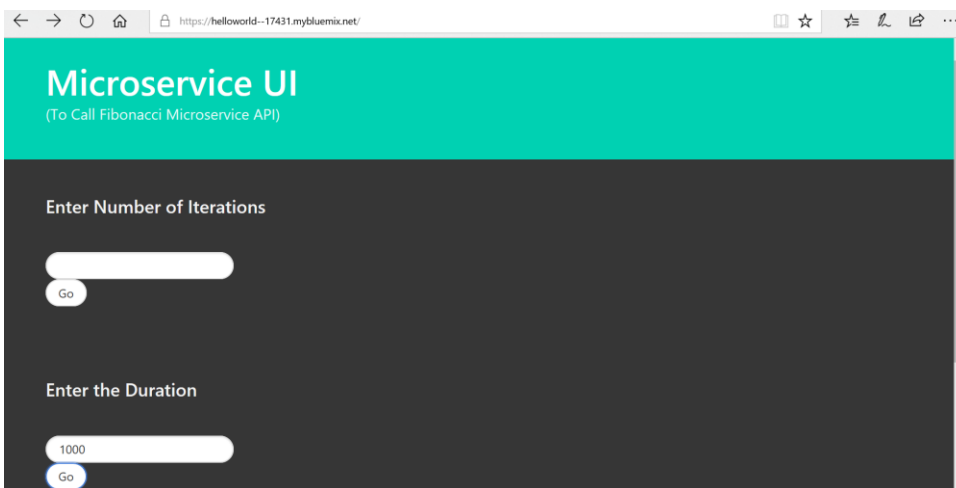 https://helloworld--17431.mybluemix.net/
Microservice UI
(To Call Fibonacci Microservice API)
Enter Number of Iterations
Go
Enter the Duration
1000
Go